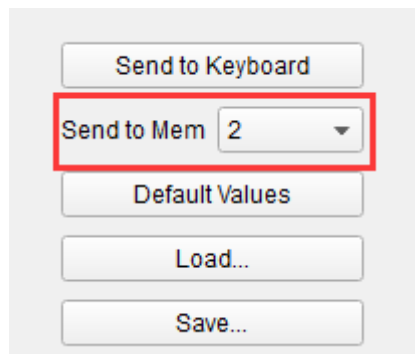 Send to Keyboard
Send to Mem 2
Default Values
Load...
Save...